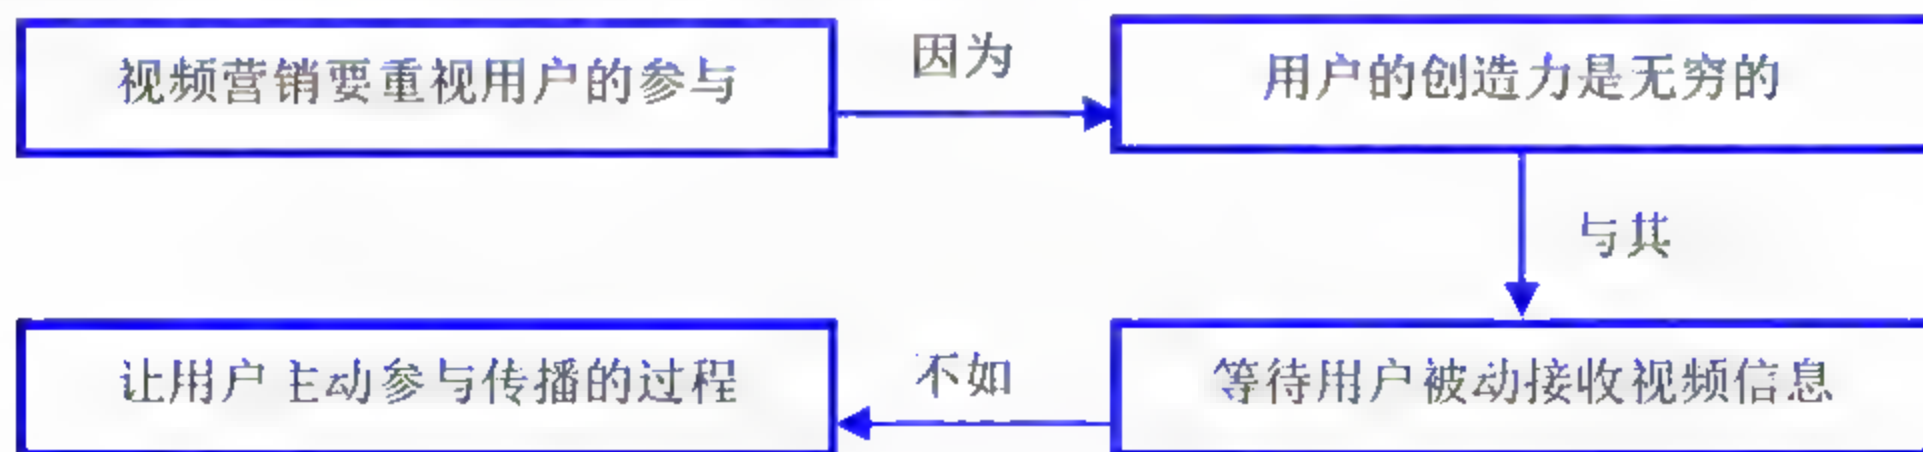 视频营销要重视用户的参与
因为
用户的创造力是无穷的
与其
等待用户被动接收视频信息
不如
让用户主动参与传播的过程